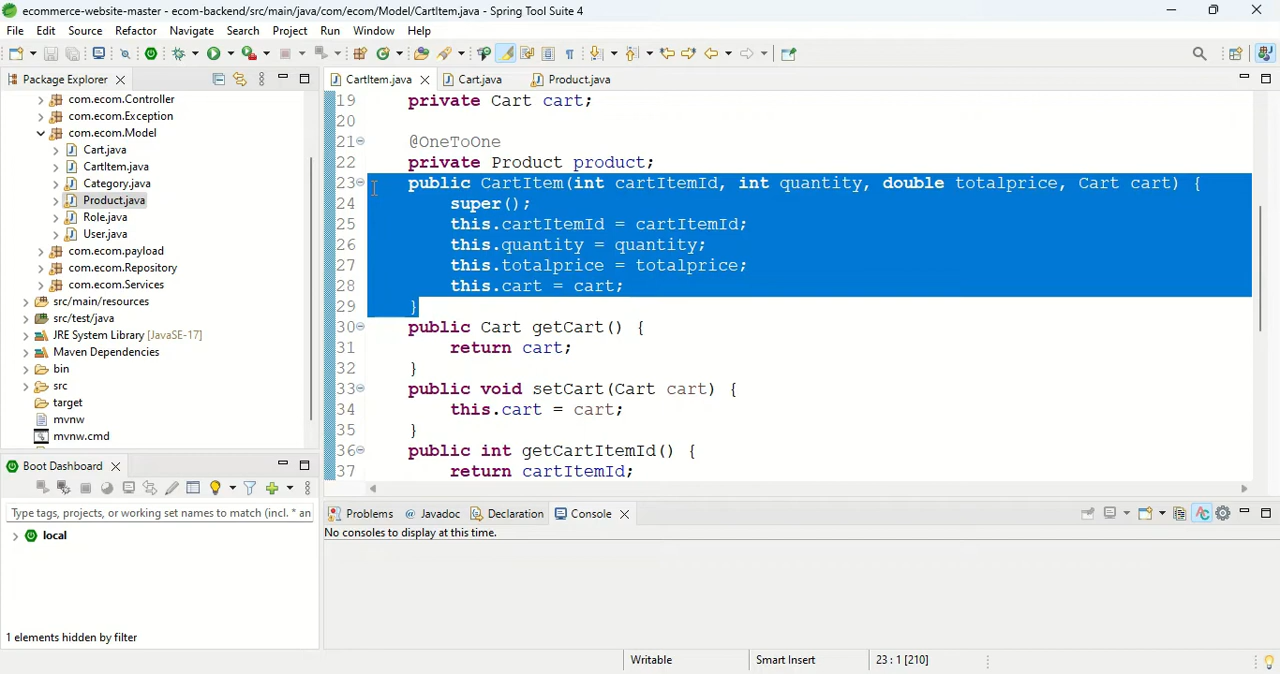 ecommerce-website-master - ecom-backend/src/main/java/com/ecom/Model/CartItem.java - Spring Tool Suite 4
File Edit Source Refactor Navigate Search Project Run Window Help
Package Explorer
com.ecom.Controller
com.ecom.Exception
com.ecom.Model
Cart.java
CartItem.java
Category.java
Product.java
Role.java
User.java
com.ecom.payload
com.ecom.Repository
com.ecom.Services
src/main/resources
src/test/java
JRE System Library [JavaSE-17]
Maven Dependencies
bin
src
target
mvnw
mvnw.cmd
CartItem.java Cart.java Product.java
19 private Cart cart;
20
21 @OneToOne
22 private Product product;
23 public CartItem(int cartItemId, int quantity, double totalprice, Cart cart) {
24 super();
25 this.cartItemId = cartItemId;
26 this.quantity = quantity;
27 this.totalprice = totalprice;
28 this.cart = cart;
29 }
30 public Cart getCart() {
31 return cart;
32 }
33 public void setCart(Cart cart) {
34 this.cart = cart;
35 }
36 public int getCartItemId() {
37 return cartItemId;
Boot Dashboard
Type tags, projects, or working set names to match (incl. * an
local
1 elements hidden by filter
Problems @ Javadoc Declaration Console
No consoles to display at this time.
Writable Smart Insert 23 : 1 [210]